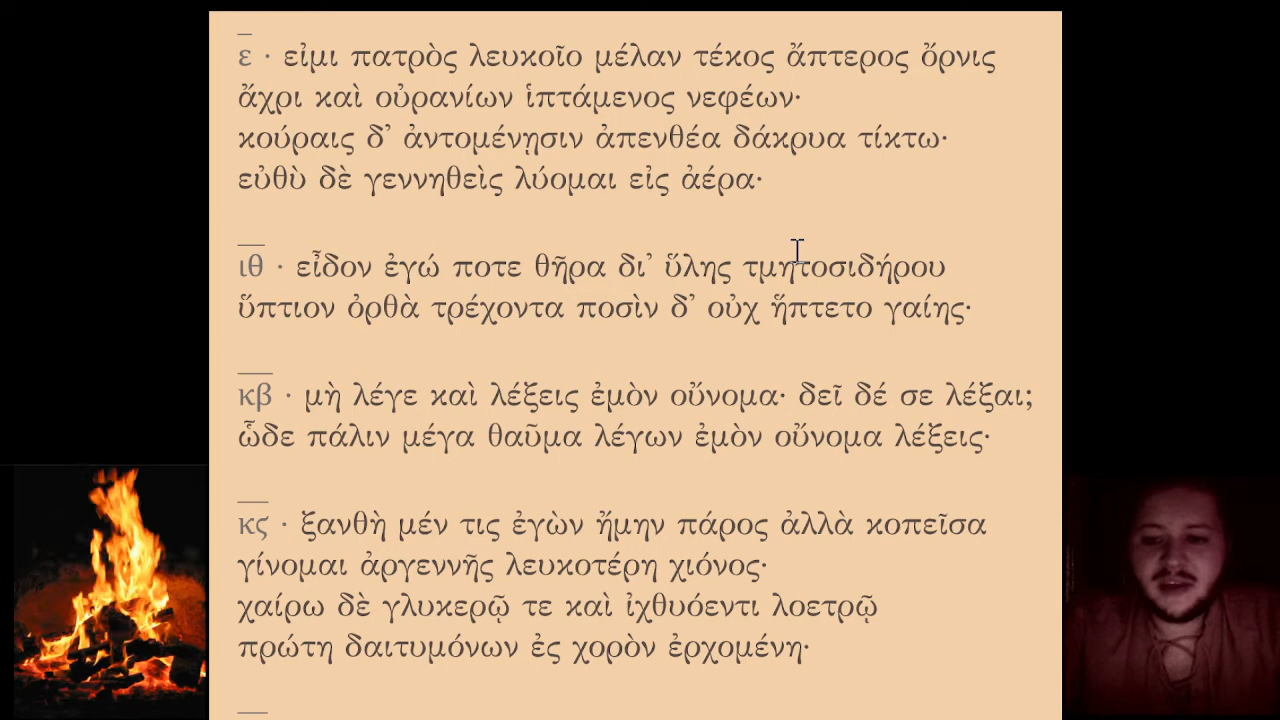 ε · εἰμι πατρὸς λευκοῖο μέλαν τέκος ἄπτερος ὄρνις
ἄχρι καὶ οὐρανίων ἱπτάμενος νεφέων·
κούραις δ’ ἀντομένῃσιν ἀπενθέα δάκρυα τίκτω·
εὐθὺ δὲ γεννηθεὶς λύομαι εἰς ἀέρα·
ιθ · εἶδον ἐγώ ποτε θῆρα δι’ ὕλης τμητοσιδήρου
ὕπτιον ὀρθὰ τρέχοντα ποσὶν δ’ οὐχ ἥπτετο γαίης·
κβ · μὴ λέγε καὶ λέξεις ἐμὸν οὔνομα· δεῖ δέ σε λέξαι;
ὧδε πάλιν μέγα θαῦμα λέγων ἐμὸν οὔνομα λέξεις·
κϛ · ξανθὴ μέν τις ἐγὼν ἤμην πάρος ἀλλὰ κοπεῖσα
γίνομαι ἀργεννῆς λευκοτέρη χιόνος·
χαίρω δὲ γλυκερῷ τε καὶ ἰχθυόεντι λοετρῷ
πρώτη δαιτυμόνων ἐς χορὸν ἐρχομένη·